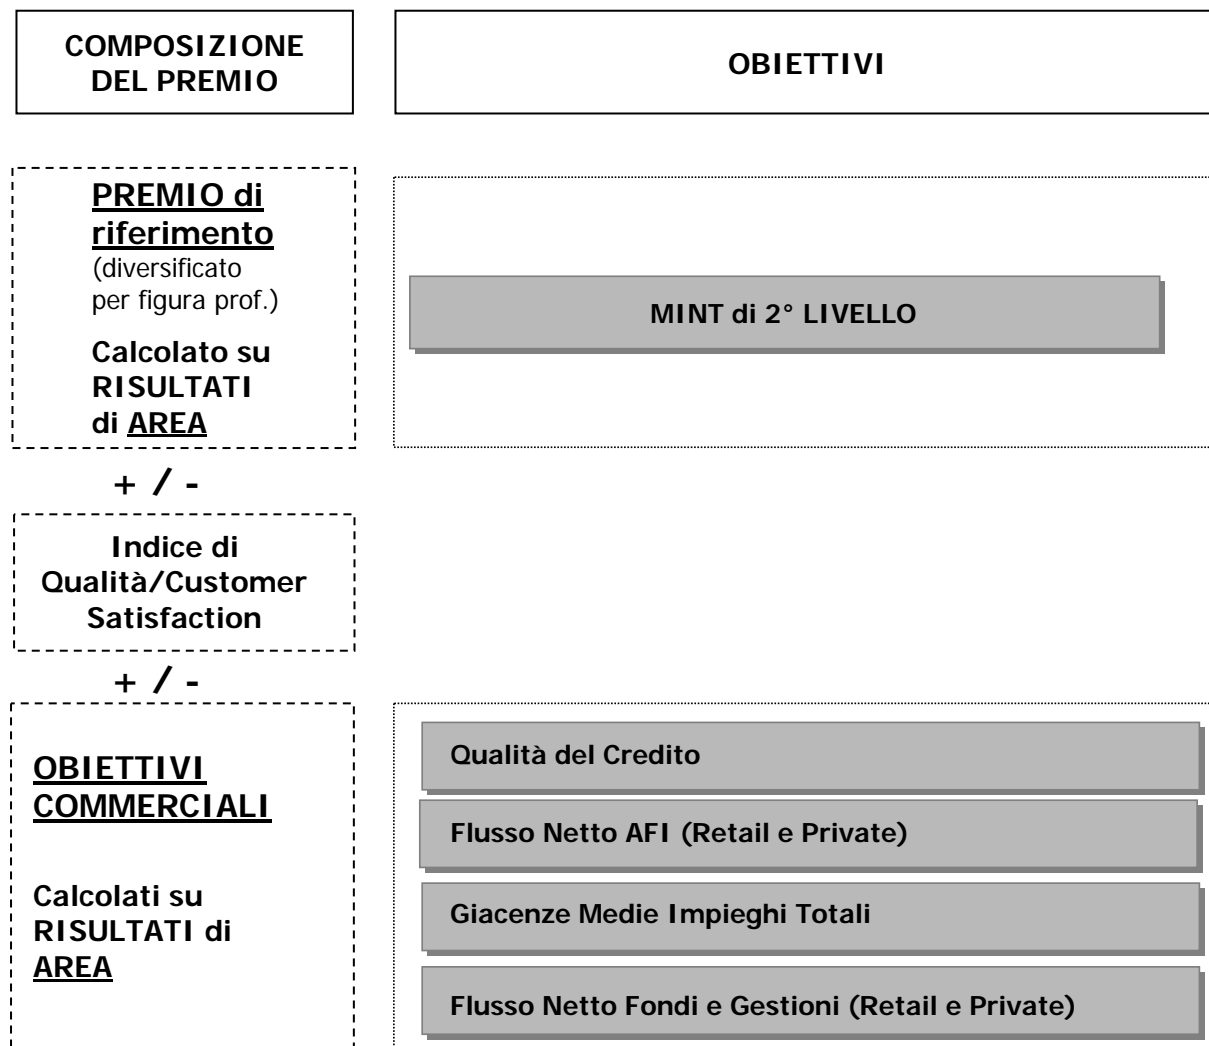 COMPOSIZIONE
DEL PREMIO
OBIETTIVI
PREMIO di
riferimento
(diversificato
per figura prof.)
Calcolato su
RISULTATI
di AREA
MINT di 2° LIVELLO
+ / -
Indice di
Qualità/Customer
Satisfaction
+ / -
OBIETTIVI
COMMERCIALI
Calcolati su
RISULTATI di
AREA
Qualità del Credito
Flusso Netto AFI (Retail e Private)
Giacenze Medie Impieghi Totali
Flusso Netto Fondi e Gestioni (Retail e Private)